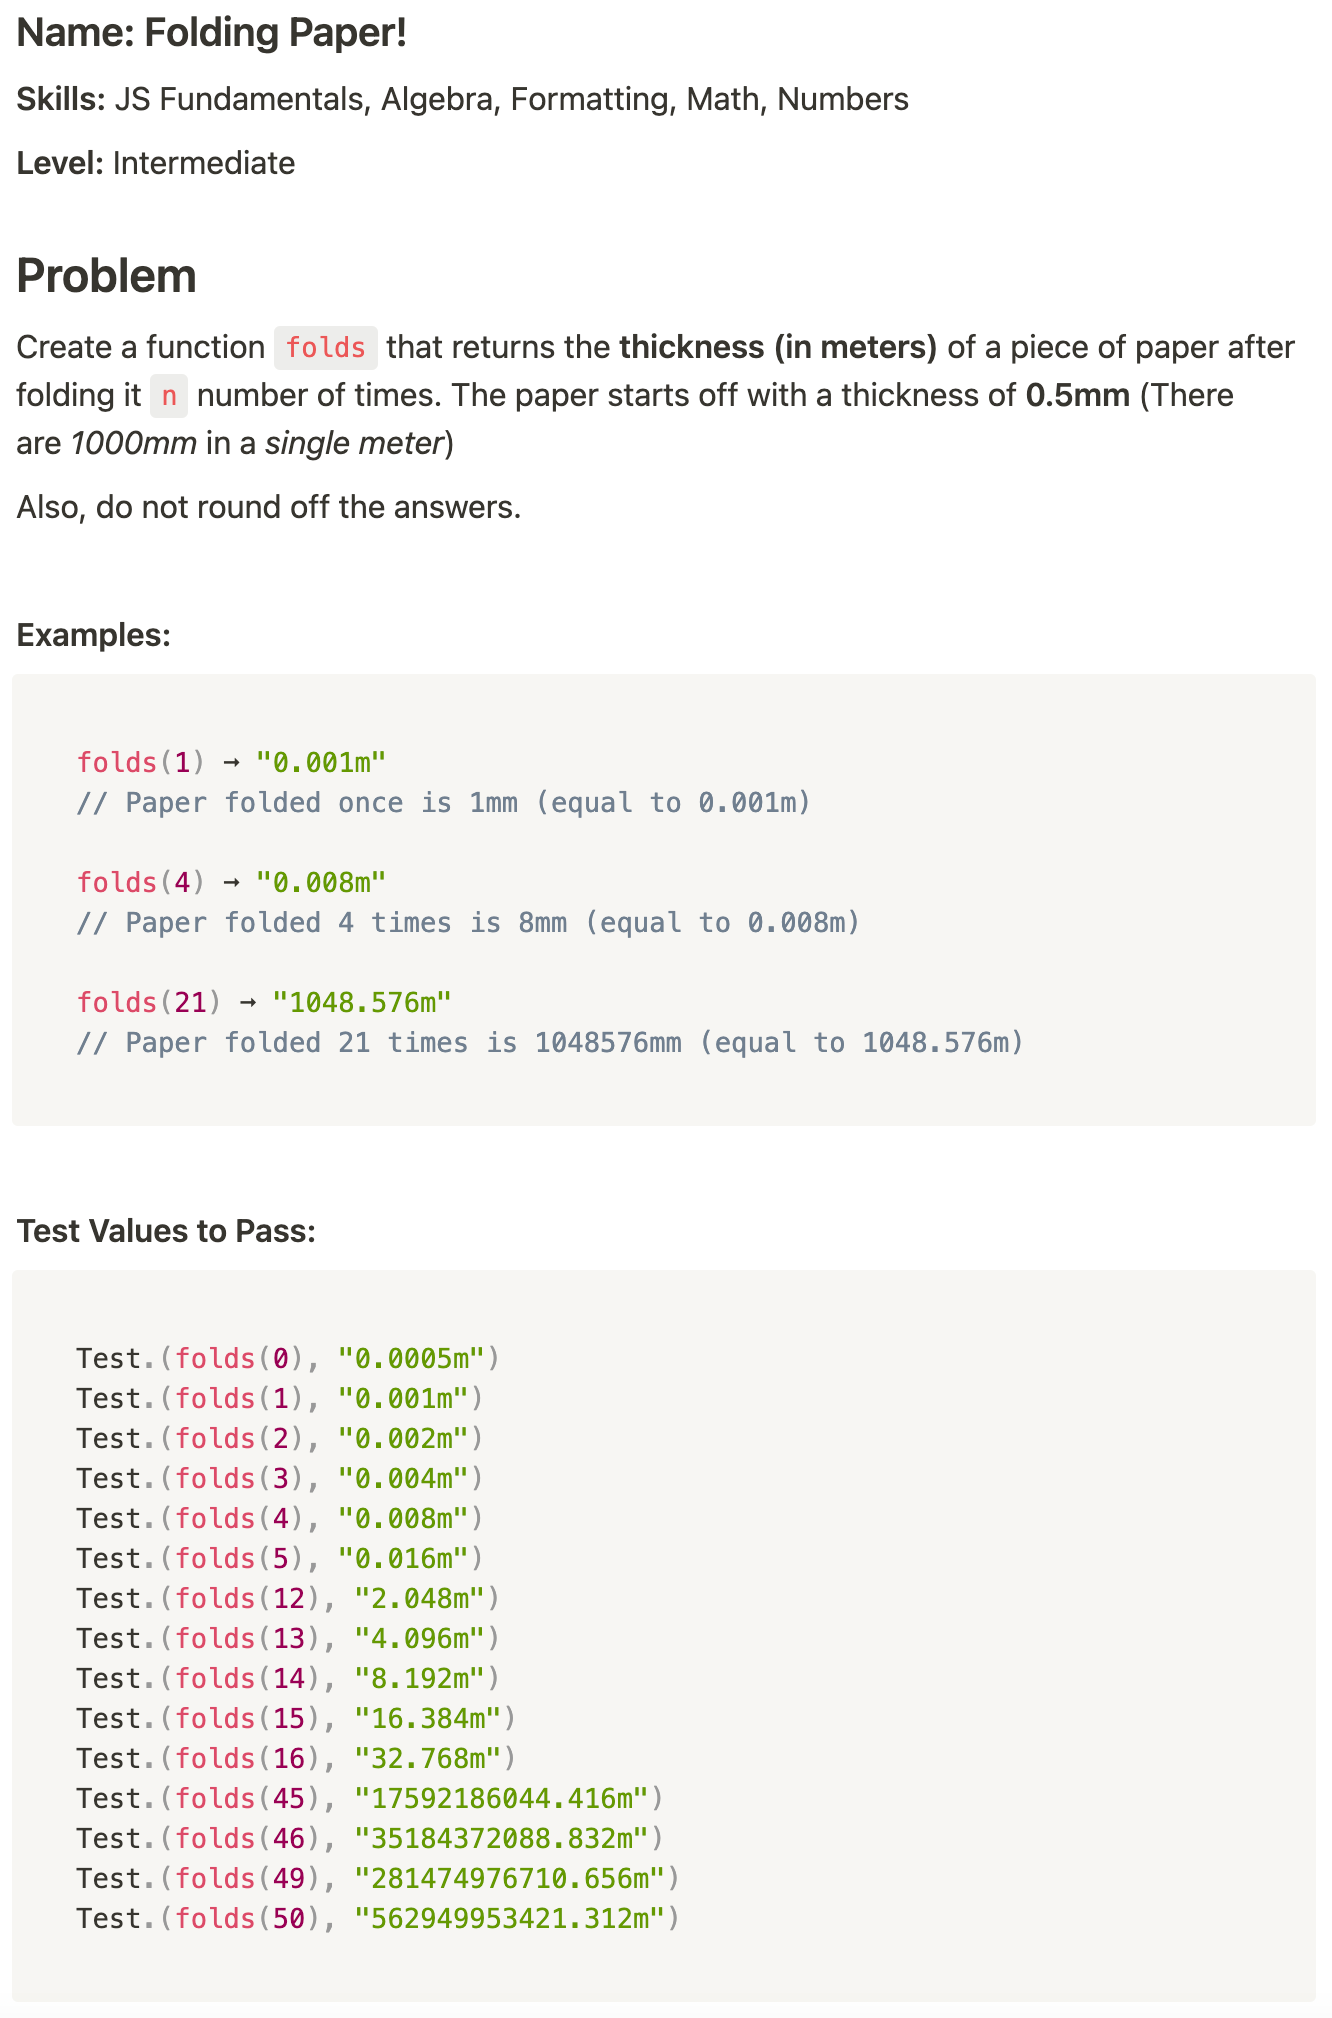 Name: Folding Paper!
Skills: JS Fundamentals, Algebra, Formatting, Math, Numbers
Level: Intermediate
Problem
Create a function folds that returns the thickness (in meters) of a piece of paper after
folding it n number of times. The paper starts off with a thickness of 0.5mm (There
are 1000mm in a single meter)
Also, do not round off the answers.
Examples:
folds(1) → "0.001m"
// Paper folded once is 1mm (equal to 0.001m)
folds(4) → "0.008m"
// Paper folded 4 times is 8mm (equal to 0.008m)
folds(21) → "1048.576m"
// Paper folded 21 times is 1048576mm (equal to 1048.576m)
Test Values to Pass:
Test.(folds(0), "0.0005m")
Test.(folds(1), "0.001m")
Test.(folds(2), "0.002m")
Test.(folds(3), "0.004m")
Test.(folds(4), "0.008m")
Test.(folds(5), "0.016m")
Test.(folds(12), "2.048m")
Test.(folds(13), "4.096m")
Test.(folds(14), "8.192m")
Test.(folds(15), "16.384m")
Test.(folds(16), "32.768m")
Test.(folds(45), "17592186044.416m")
Test.(folds(46), "35184372088.832m")
Test.(folds(49), "281474976710.656m")
Test.(folds(50), "562949953421.312m")